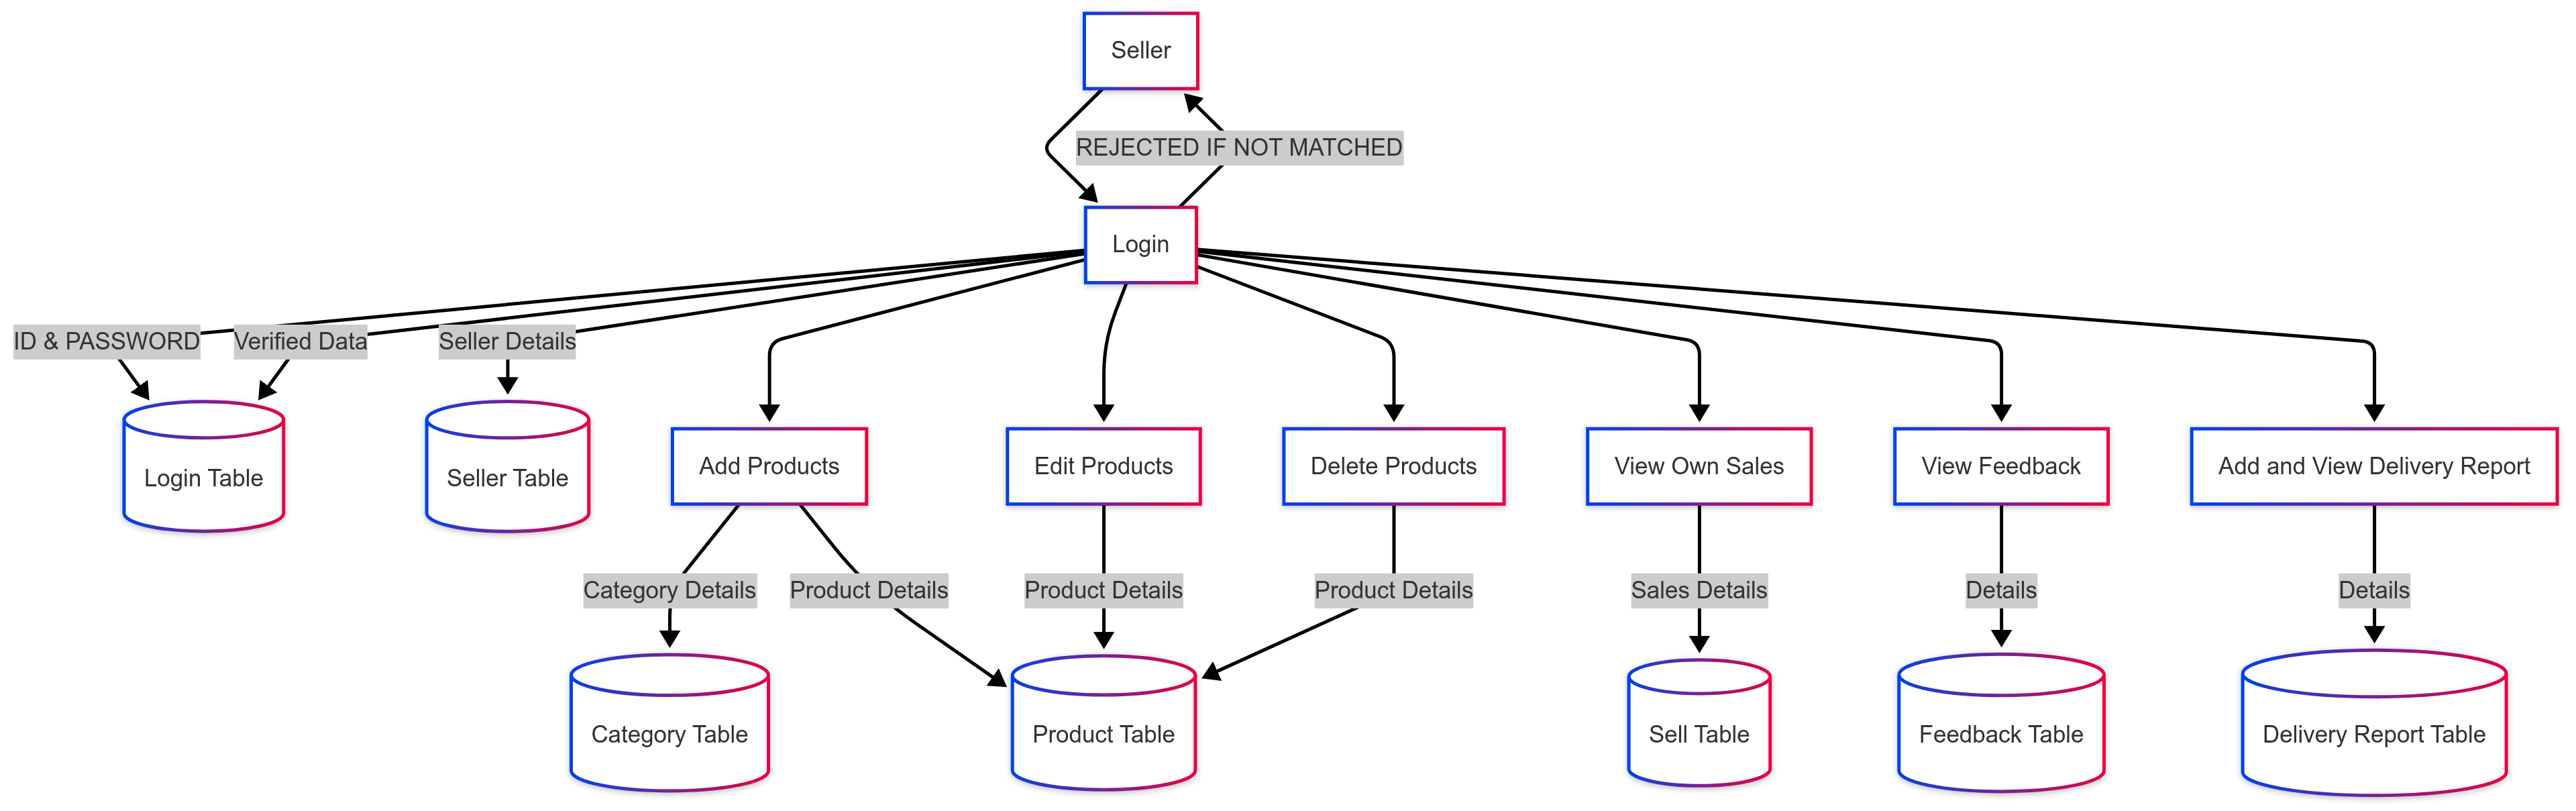 Seller
REJECTED IF NOT MATCHED
Login
ID & PASSWORD
Verified Data
Seller Details
Login Table
Seller Table
Add Products
Edit Products
Delete Products
View Own Sales
View Feedback
Add and View Delivery Report
Category Details
Product Details
Product Details
Product Details
Sales Details
Details
Details
Category Table
Product Table
Sell Table
Feedback Table
Delivery Report Table